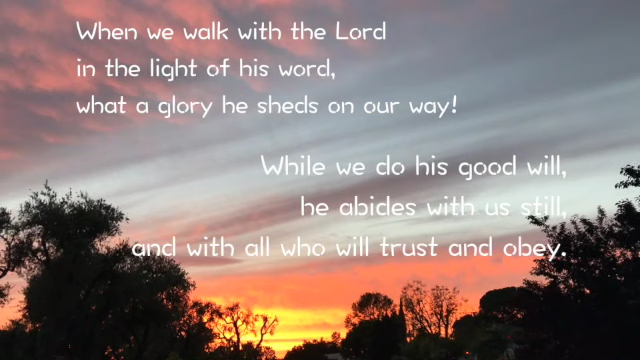 When we walk with the Lord
in the light of his word,
what a glory he sheds on our way!
While we do his good will,
he abides with us still,
and with all who will trust and obey.